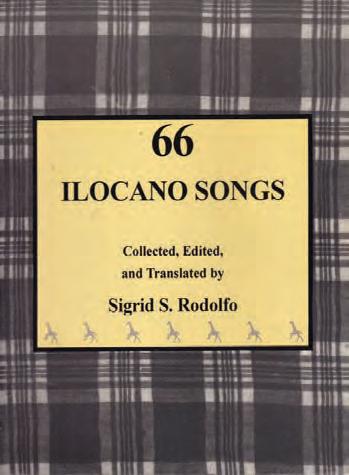 66
ILOCANO SONGS
Collected, Edited,
and Translated by
Sigrid S. Rodolfo